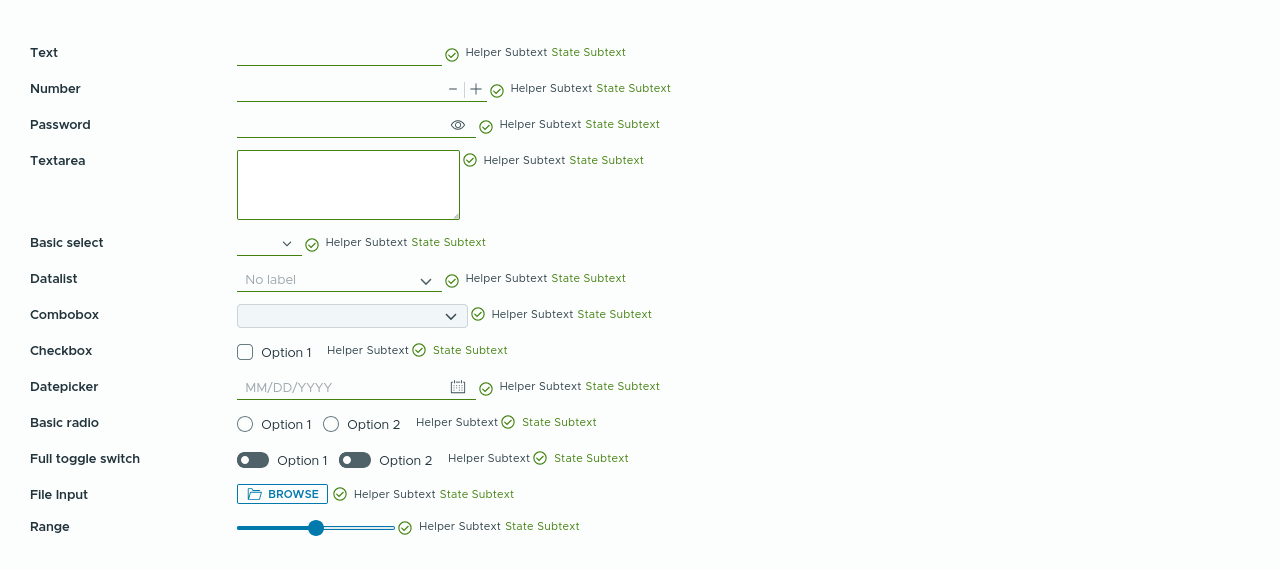 Text Helper Subtext State Subtext
Number Helper Subtext State Subtext
Password Helper Subtext State Subtext
Textarea Helper Subtext State Subtext
Basic select Helper Subtext State Subtext
Datalist No label Helper Subtext State Subtext
Combobox Helper Subtext State Subtext
Checkbox Option 1 Helper Subtext State Subtext
Datepicker MM/DD/YYYY Helper Subtext State Subtext
Basic radio Option 1 Option 2 Helper Subtext State Subtext
Full toggle switch Option 1 Option 2 Helper Subtext State Subtext
File Input BROWSE Helper Subtext State Subtext
Range Helper Subtext State Subtext